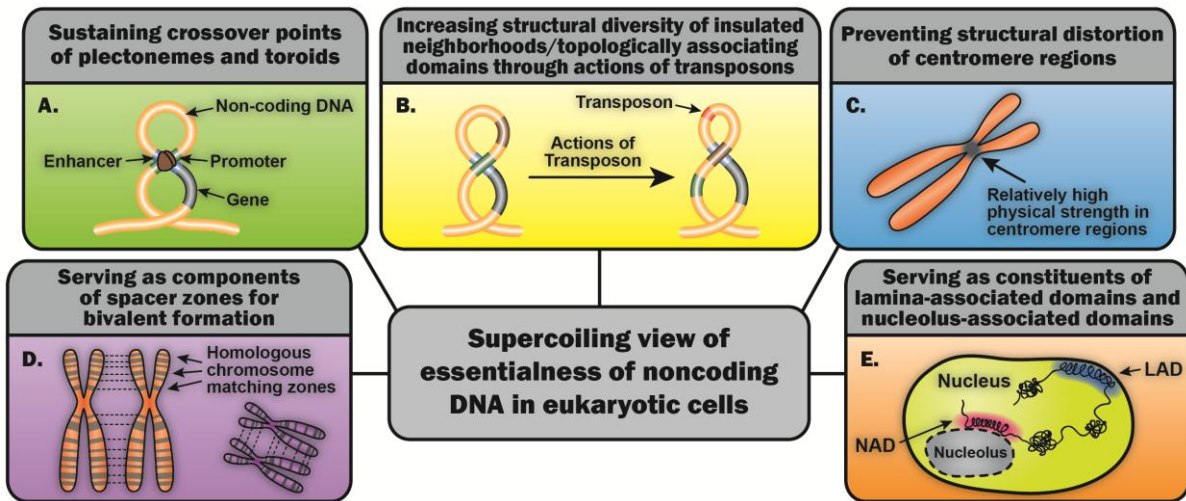 Sustaining crossover points
of plectonemes and toroids
A.
Non-coding DNA
Enhancer
Promoter
Gene
Increasing structural diversity of insulated
neighborhoods/topologically associating
domains through actions of transposons
B.
Transposon
Actions of
Transposon
Preventing structural distortion
of centromere regions
C.
Relatively high
physical strength in
centromere regions
Serving as components
of spacer zones for
bivalent formation
D.
Homologous
chromosome
matching zones
Supercoiling view of
essentialness of noncoding
DNA in eukaryotic cells
Serving as constituents of
lamina-associated domains and
nucleolus-associated domains
E.
Nucleus
LAD
NAD
Nucleolus